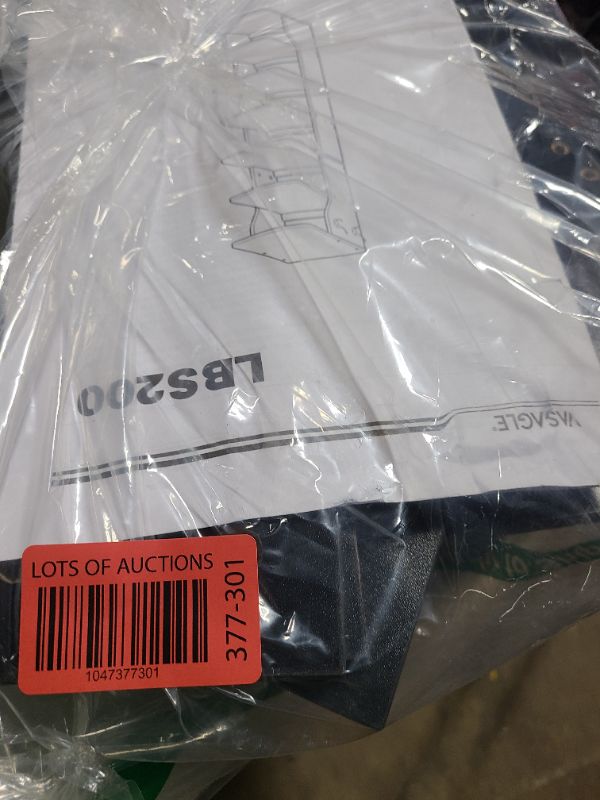 LBS200
VASAGLE
LOTS OF AUCTIONS
377-301
1047377301